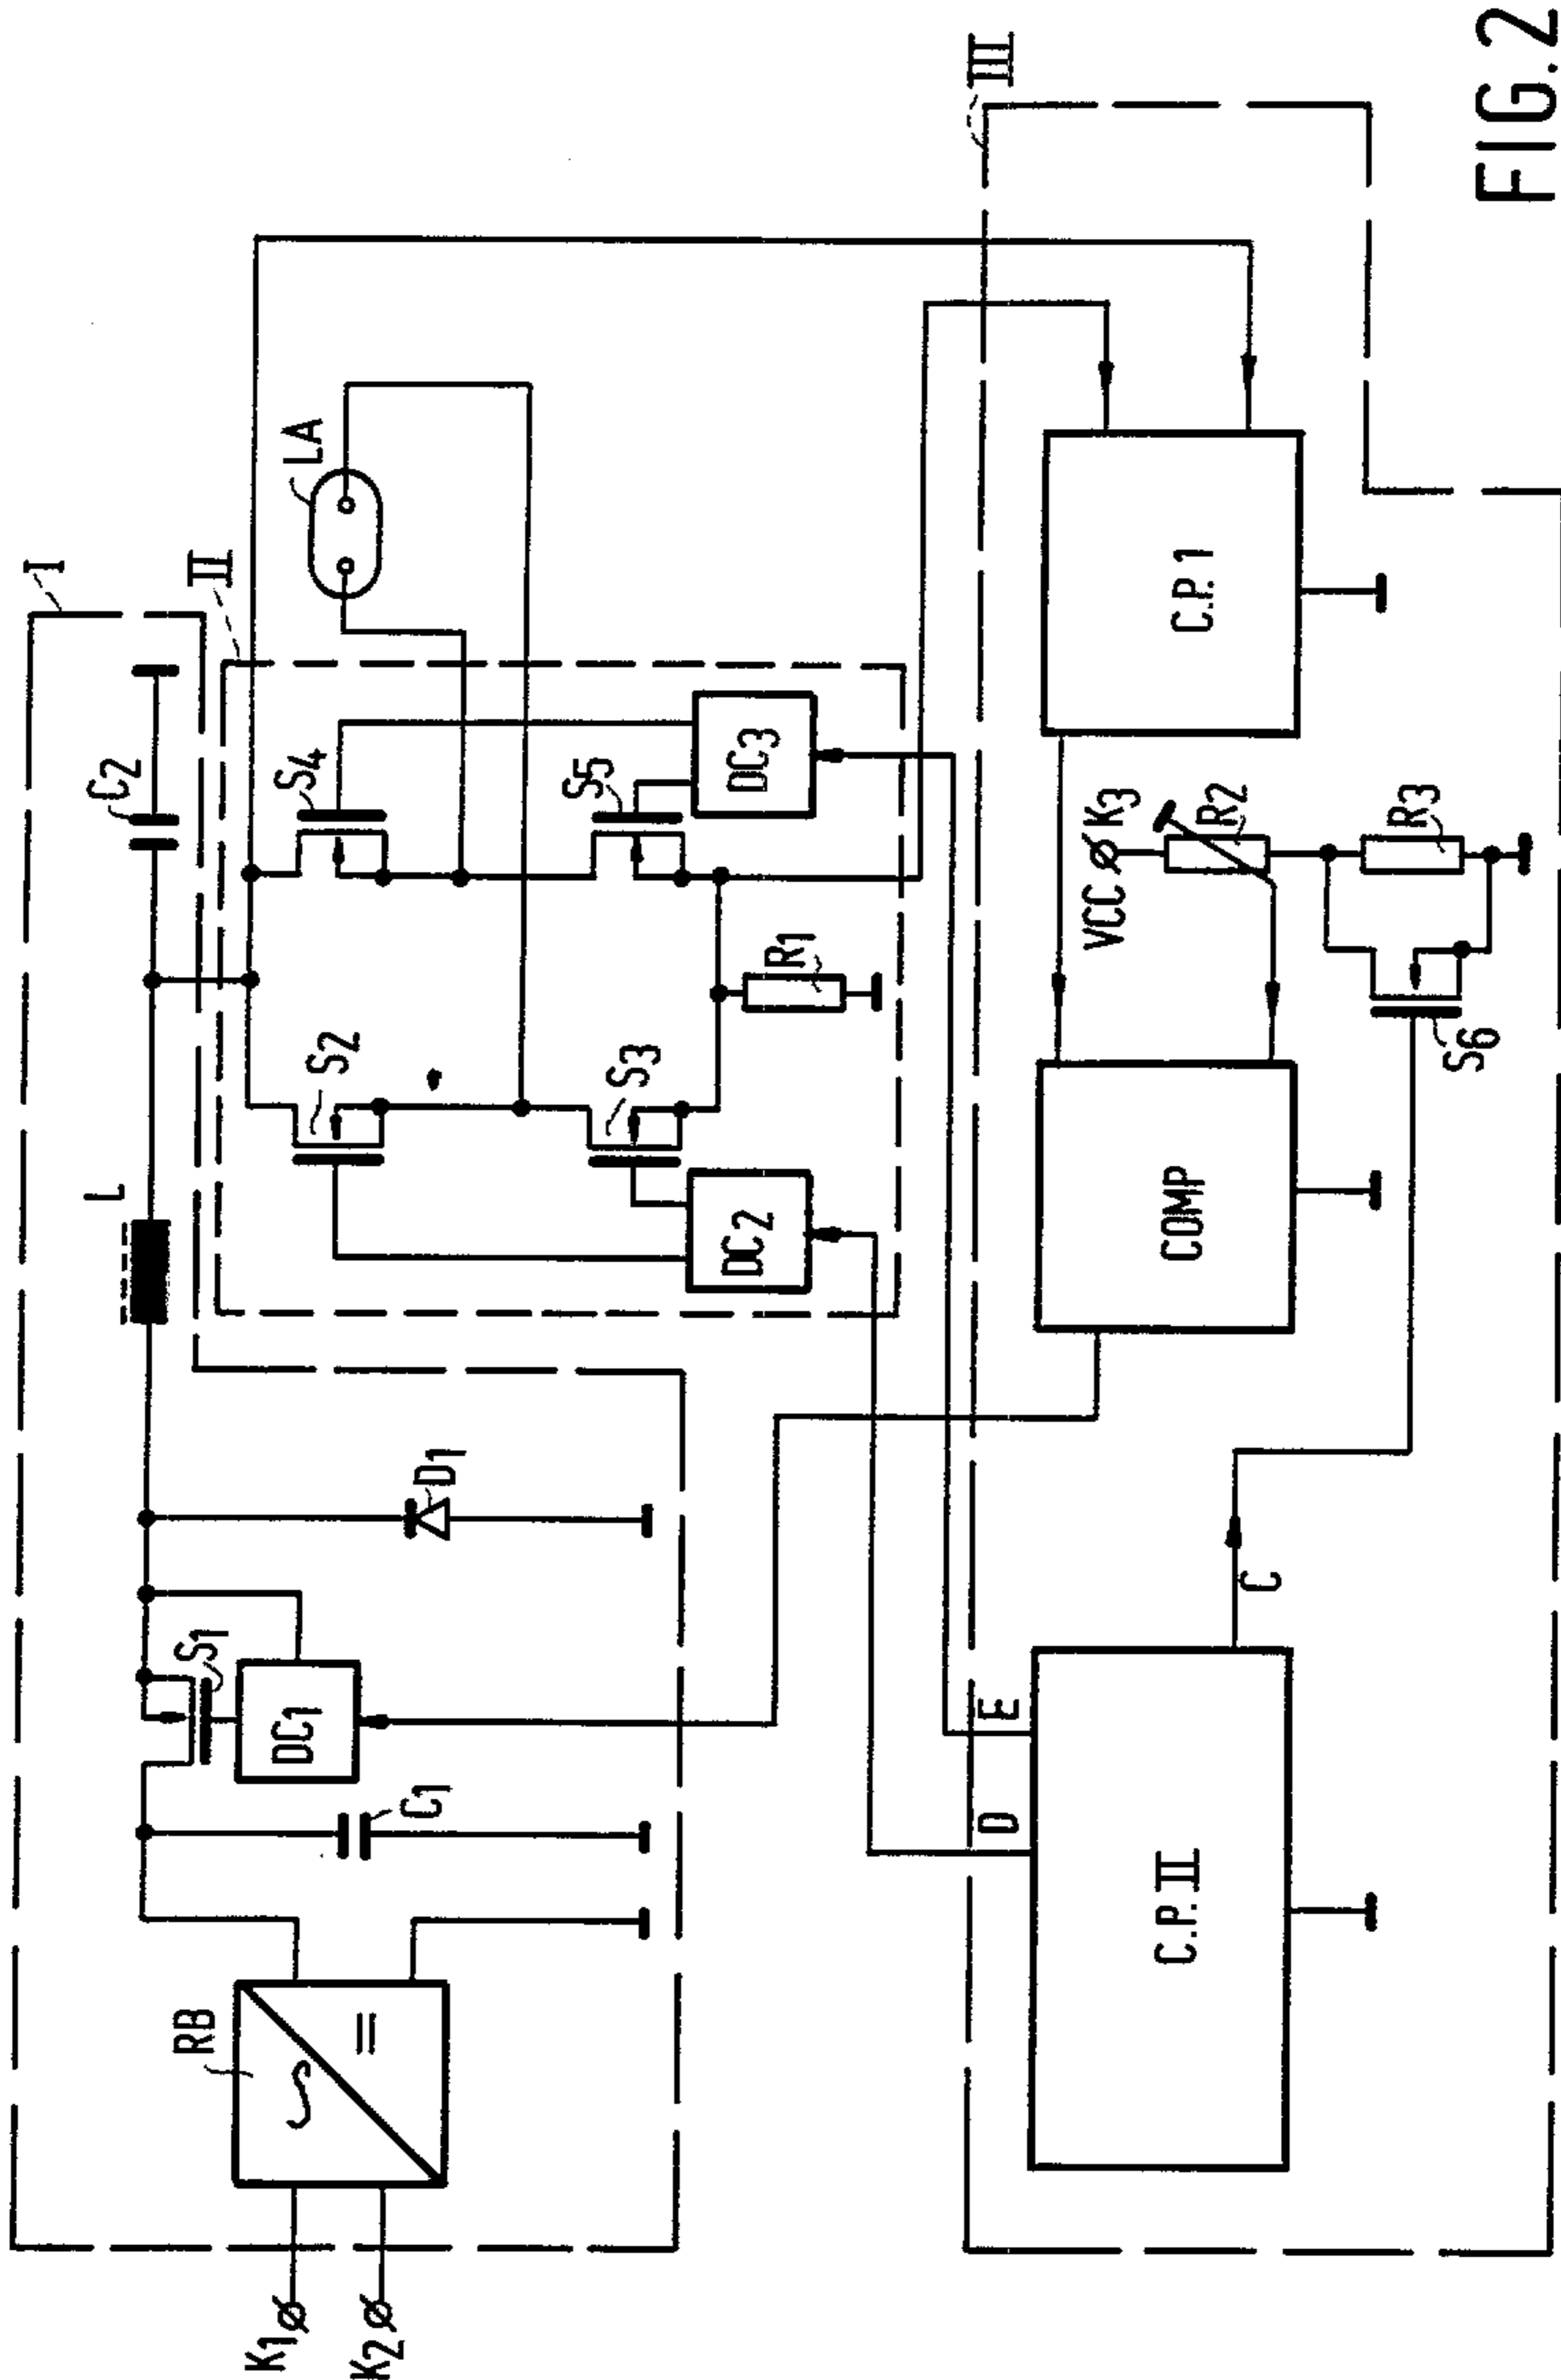 I
C2
L
D1
S1
DC1
C1
RB
K1
K2
II
LA
S4
S2
S5
S3
R1
DC3
DC2
III
C.P. 1
VCC
K3
R2
R3
COMP
S6
E
D
C
C.P. II
FIG. 2